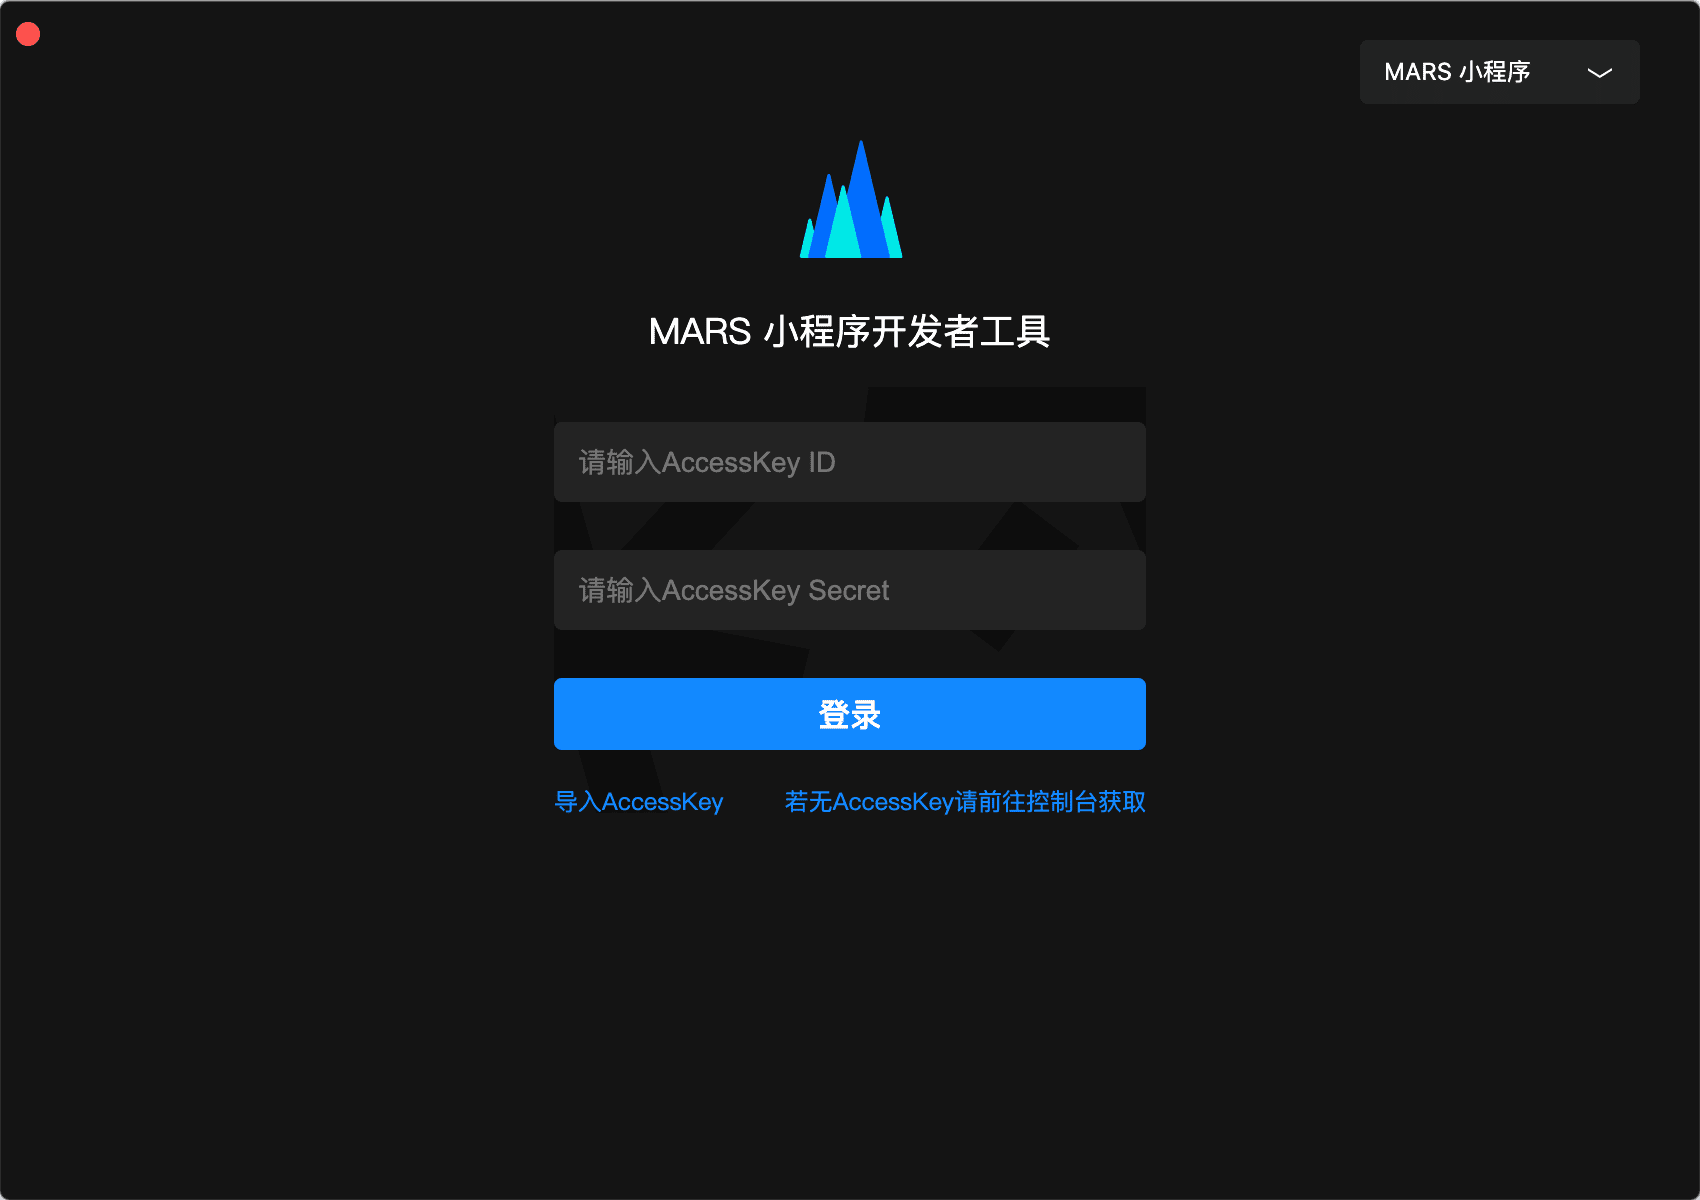 MARS 小程序
MARS 小程序开发者工具
请输入AccessKey ID
请输入AccessKey Secret
登录
导入AccessKey
若无AccessKey请前往控制台获取